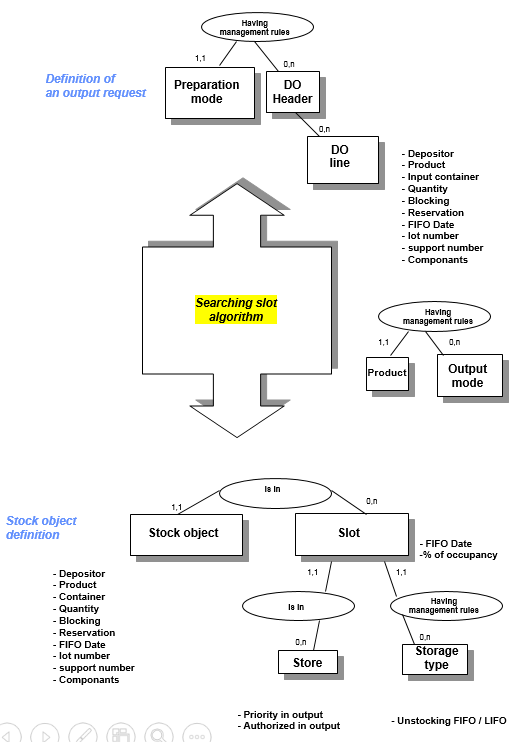 Having
management rules
1,1
0,n
Definition of
an output request
Preparation
mode
DO
Header
0,n
DO
line
- Depositor
- Product
- Input container
- Quantity
- Blocking
- Reservation
- FIFO Date
- lot number
- support number
- Componants
Searching slot
algorithm
Having
management rules
1,1
0,n
Product
Output
mode
Is in
1,1
0,n
Stock object
definition
Stock object
Slot
- FIFO Date
-% of occupancy
- Depositor
- Product
- Container
- Quantity
- Blocking
- Reservation
- FIFO Date
- lot number
- support number
- Componants
1,1
1,1
Is in
Having
management rules
0,n
0,n
Store
Storage
type
- Priority in output
- Authorized in output
- Unstocking FIFO / LIFO